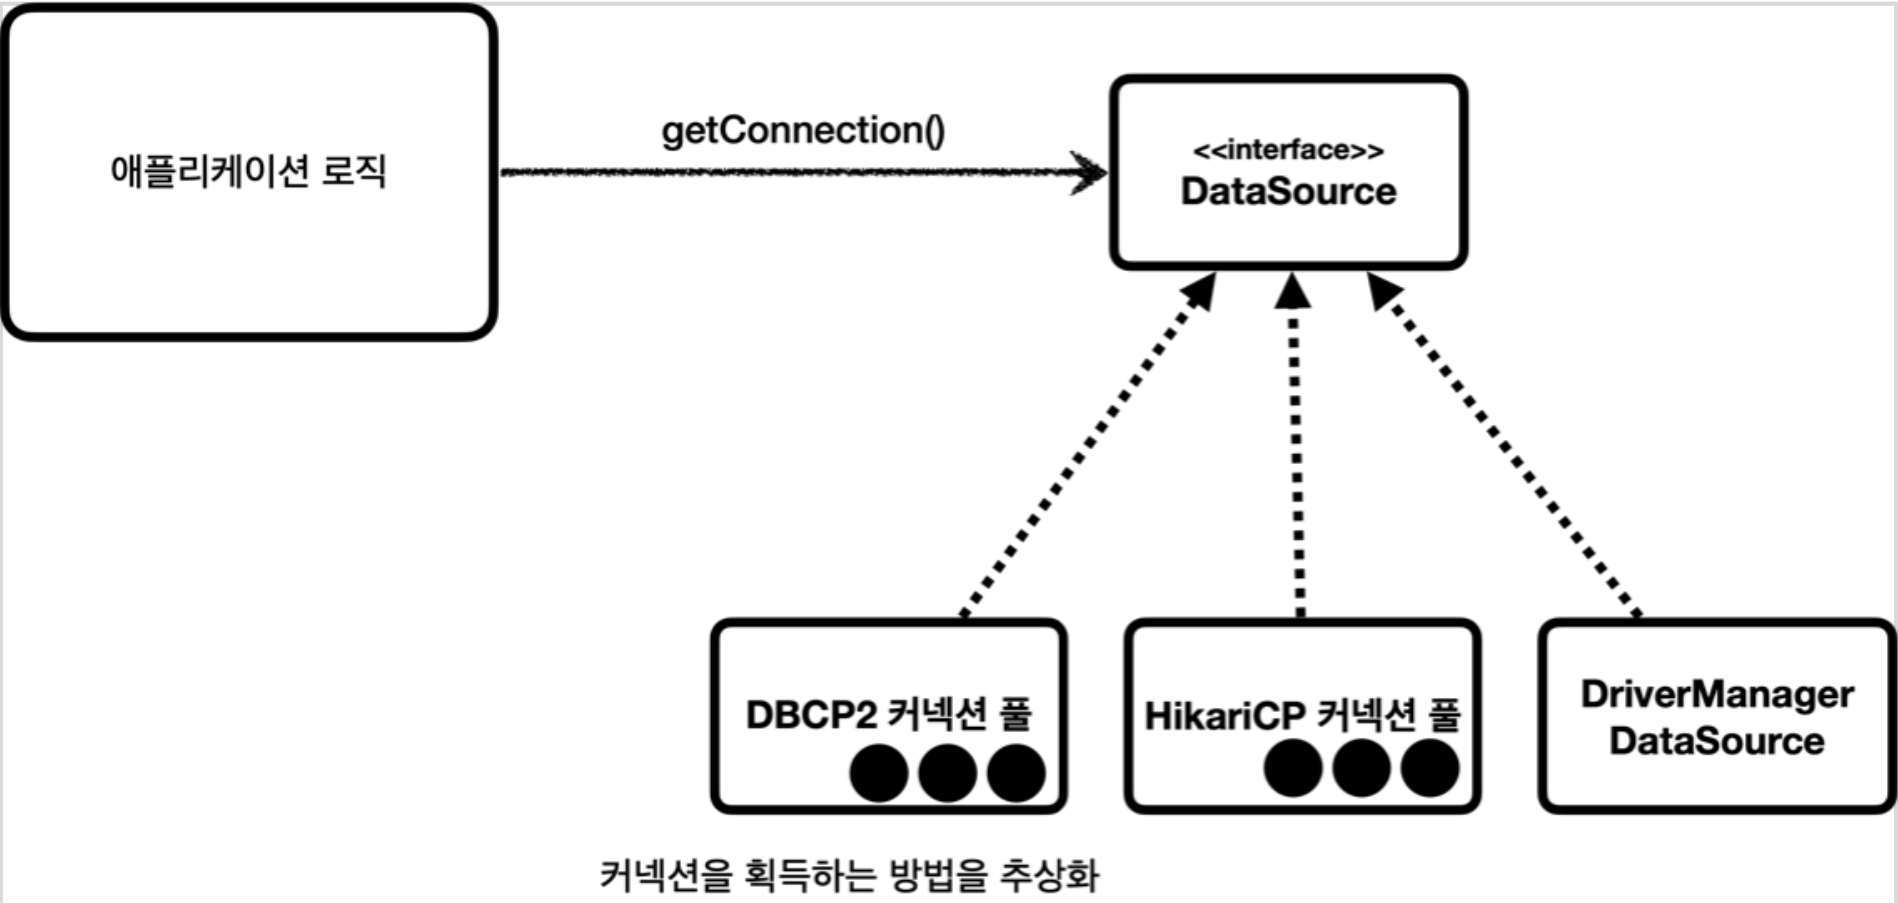 애플리케이션 로직
getConnection()
<<interface>>
DataSource
DBCP2 커넥션 풀
HikariCP 커넥션 풀
DriverManager
DataSource
커넥션을 획득하는 방법을 추상화